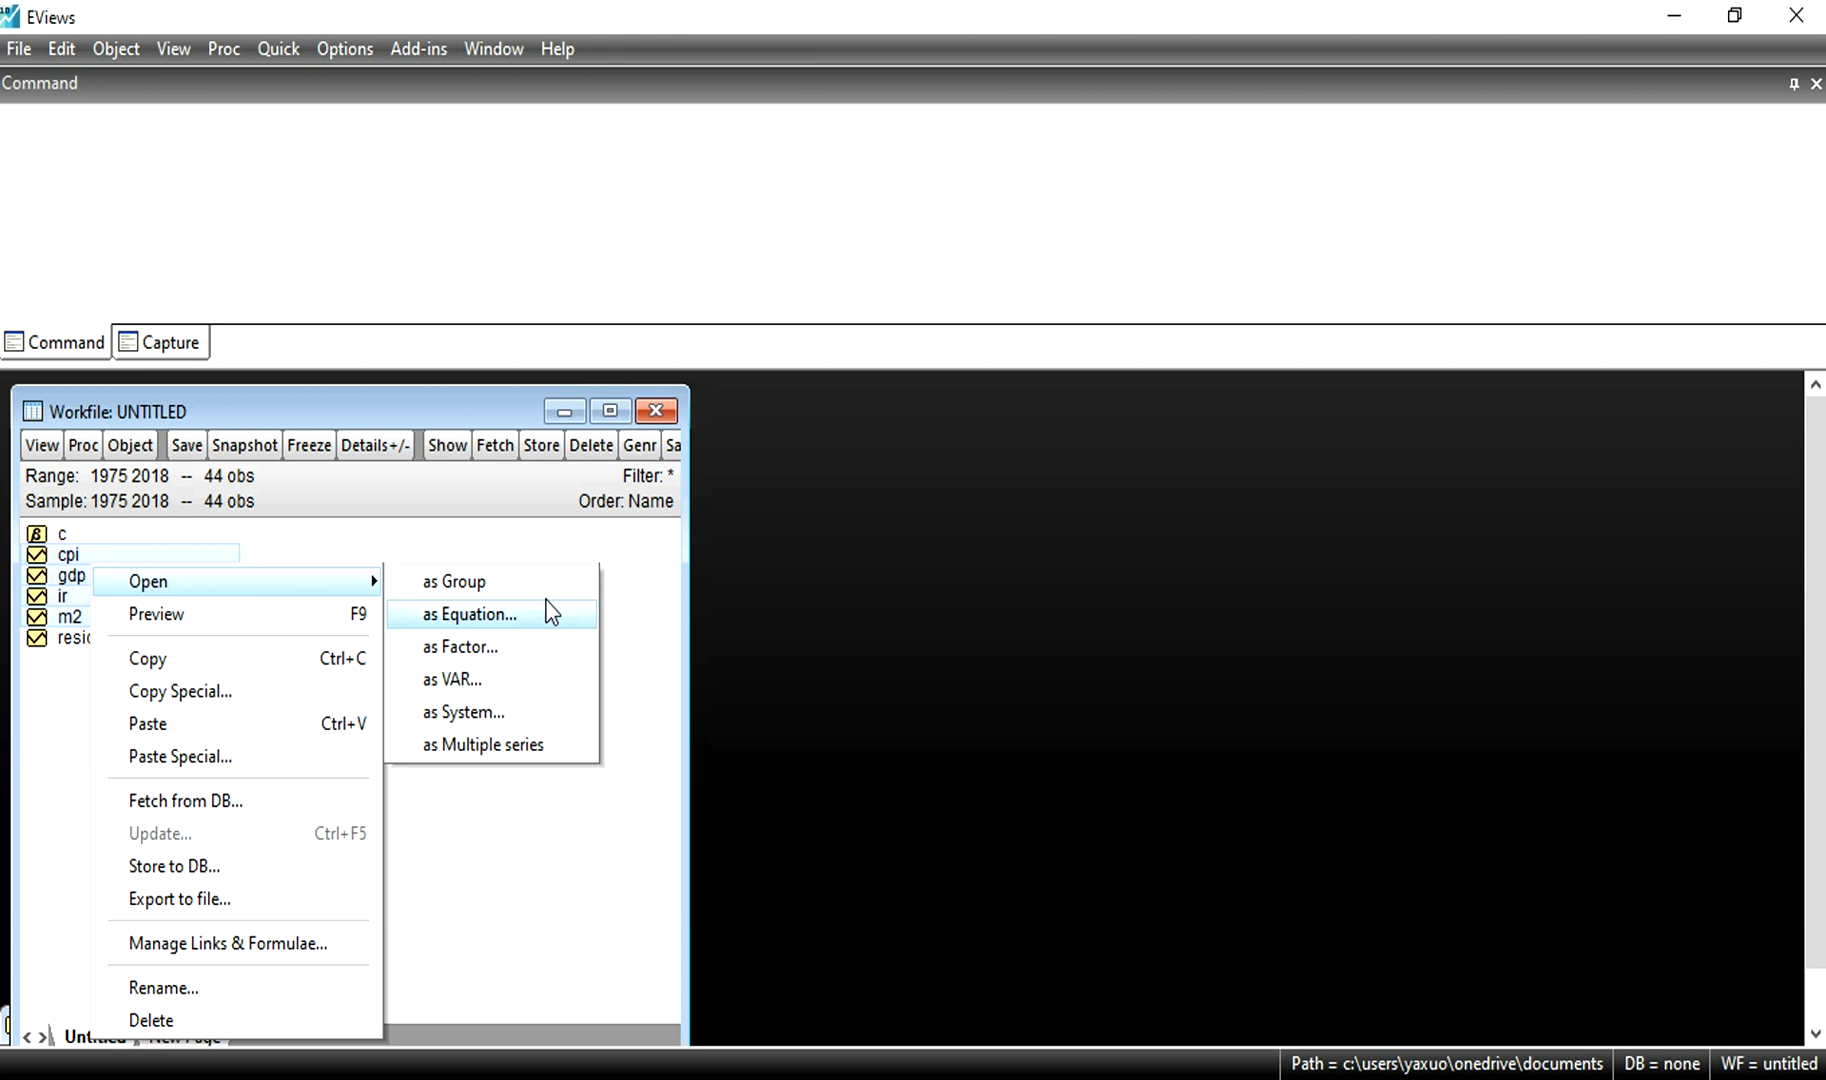 EViews
File Edit Object View Proc Quick Options Add-ins Window Help
Command
Command Capture
Workfile: UNTITLED
View Proc Object Save Snapshot Freeze Details+/- Show Fetch Store Delete Genr Sa
Range: 1975 2018 -- 44 obs Filter: *
Sample: 1975 2018 -- 44 obs Order: Name
β c
cpi
gdp
ir
m2
resid
Open
Preview F9
Copy Ctrl+C
Copy Special...
Paste Ctrl+V
Paste Special...
Fetch from DB...
Update... Ctrl+F5
Store to DB...
Export to file...
Manage Links & Formulae...
Rename...
Delete
as Group
as Equation...
as Factor...
as VAR...
as System...
as Multiple series
Untitled New Page
Path = c:\users\yaxuo\onedrive\documents DB = none WF = untitled